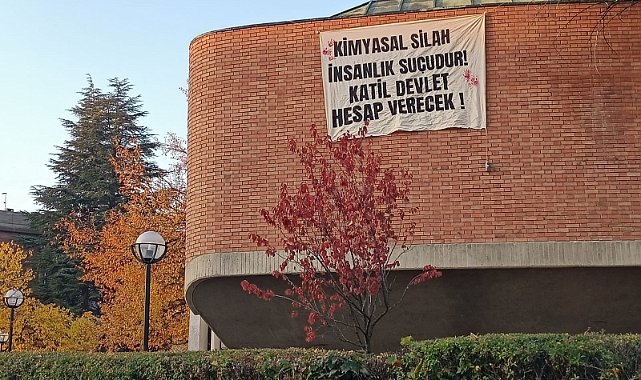 KİMYASAL SİLAH
İNSANLIK SUÇUDUR!
KATİL DEVLET
HESAP VERECEK !